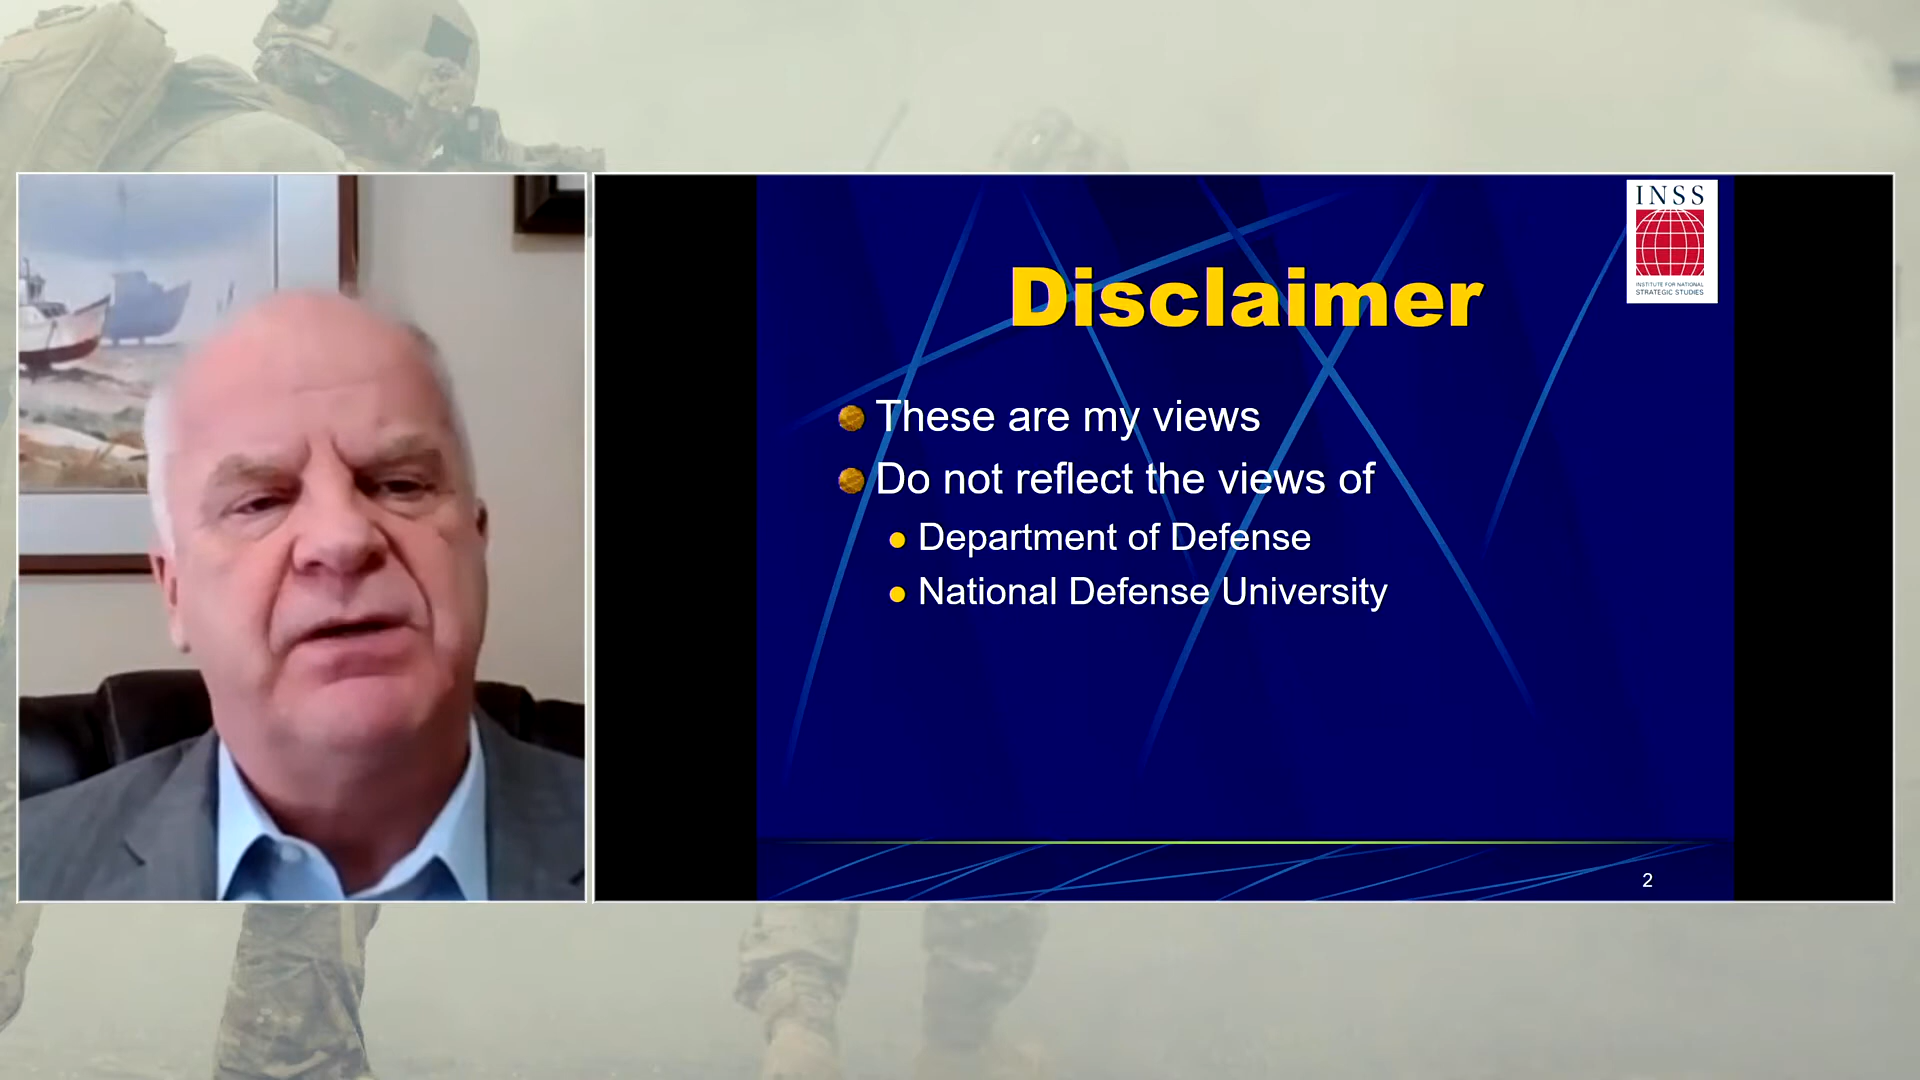 INSS
INSTITUTE FOR NATIONAL
STRATEGIC STUDIES
Disclaimer
These are my views
Do not reflect the views of
Department of Defense
National Defense University
2